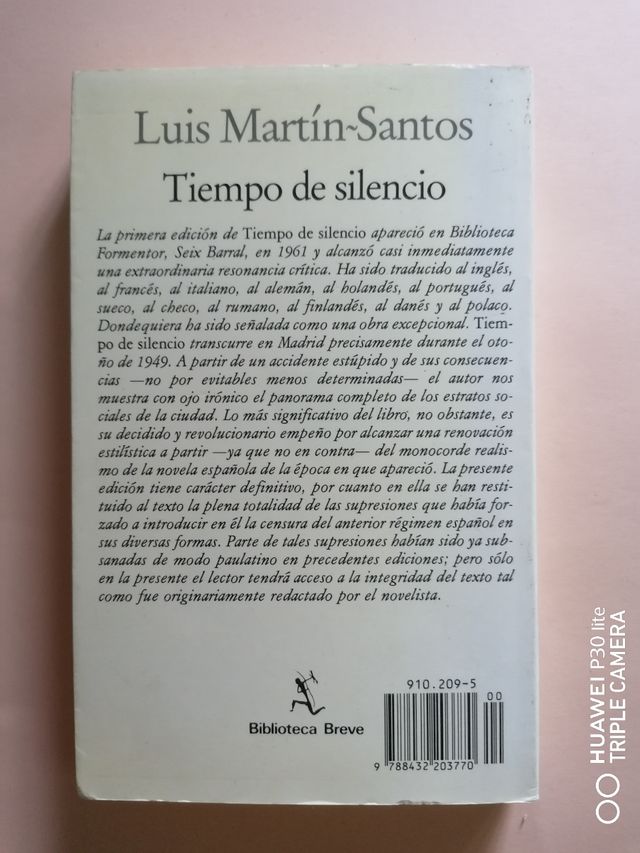 Luis Martín-Santos
Tiempo de silencio
La primera edición de Tiempo de silencio apareció en Biblioteca
Formentor, Seix Barral, en 1961 y alcanzó casi inmediatamente
una extraordinaria resonancia crítica. Ha sido traducido al inglés,
al francés, al italiano, al alemán, al holandés, al portugués, al
sueco, al checo, al rumano, al finlandés, al danés y al polaco.
Dondequiera ha sido señalada como una obra excepcional. Tiem-
po de silencio transcurre en Madrid precisamente durante el oto-
ño de 1949. A partir de un accidente estúpido y de sus consecuen-
cias —no por evitables menos determinadas— el autor nos
muestra con ojo irónico el panorama completo de los estratos so-
ciales de la ciudad. Lo más significativo del libro, no obstante, es
su decidido y revolucionario empeño por alcanzar una renovación
estilística a partir —ya que no en contra— del monocorde realis-
mo de la novela española de la época en que apareció. La presente
edición tiene carácter definitivo, por cuanto en ella se han resti-
tuido al texto la plena totalidad de las supresiones que había for-
zado a introducir en él la censura del anterior régimen español en
sus diversas formas. Parte de tales supresiones habían sido ya sub-
sanadas de modo paulatino en precedentes ediciones; pero sólo
en la presente el lector tendrá acceso a la integridad del texto tal
como fue originariamente redactado por el novelista.
Biblioteca Breve
910.209-5
00
9 788432 203770
HUAWEI P30 lite
TRIPLE CAMERA